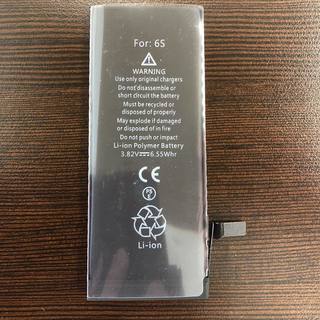 For: 6S
WARNING
Use only original chargers
Do not disassemble or
short circuit the battery
Must be recycled or
disposed of properly
May explode if damaged
or disposed of in fire
Do not push or impact
Li-ion Polymer Battery
3.82V⎓6.55Whr
CE
PS
E
Li-ion